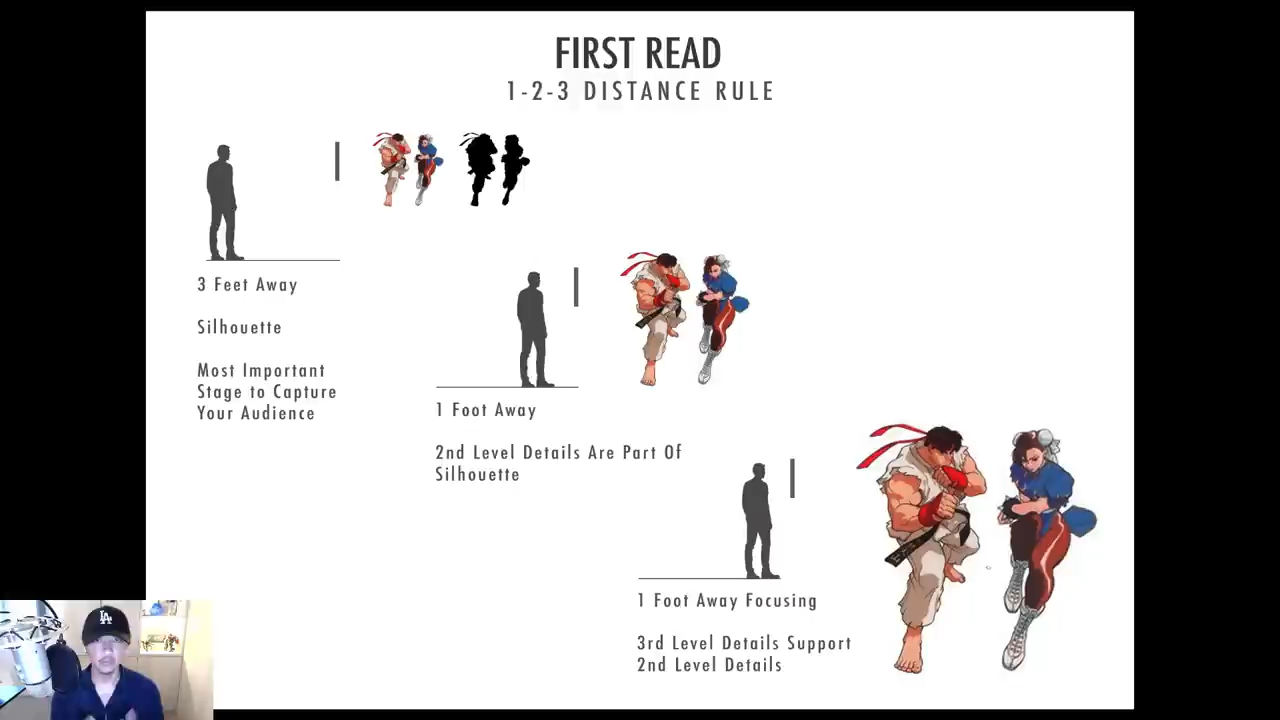 FIRST READ
1-2-3 DISTANCE RULE
3 Feet Away
Silhouette
Most Important
Stage to Capture
Your Audience
1 Foot Away
2nd Level Details Are Part Of
Silhouette
1 Foot Away Focusing
3rd Level Details Support
2nd Level Details
LA